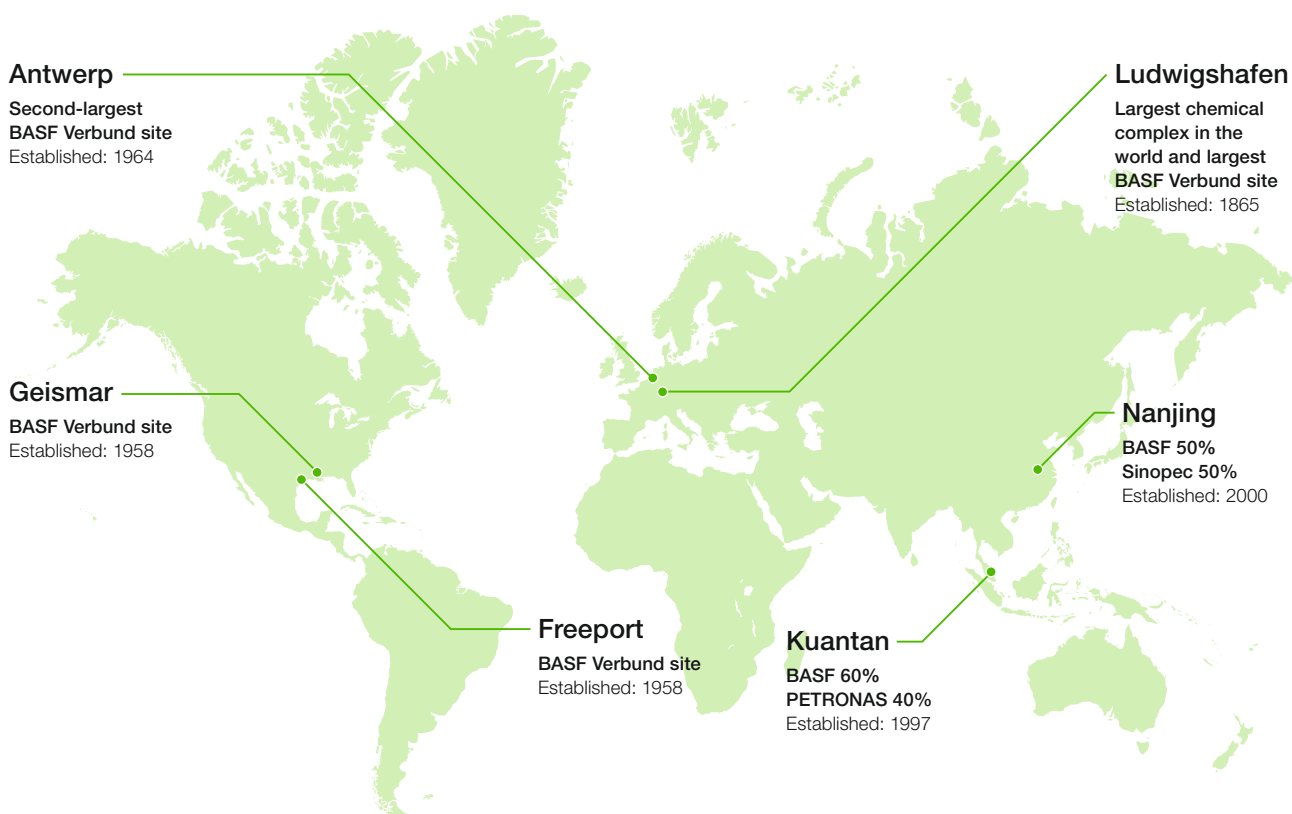 Antwerp
Second-largest
BASF Verbund site
Established: 1964
Ludwigshafen
Largest chemical
complex in the
world and largest
BASF Verbund site
Established: 1865
Geismar
BASF Verbund site
Established: 1958
Nanjing
BASF 50%
Sinopec 50%
Established: 2000
Freeport
BASF Verbund site
Established: 1958
Kuantan
BASF 60%
PETRONAS 40%
Established: 1997